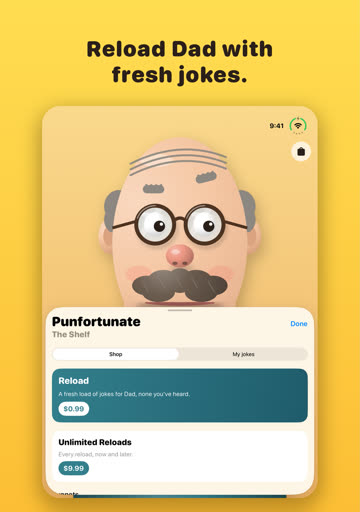 Reload Dad with
fresh jokes.
9:41
Punfortunate
Done
The Shelf
Shop
My jokes
Reload
A fresh load of jokes for Dad, none you've heard.
$0.99
Unlimited Reloads
Every reload, now and later.
$9.99